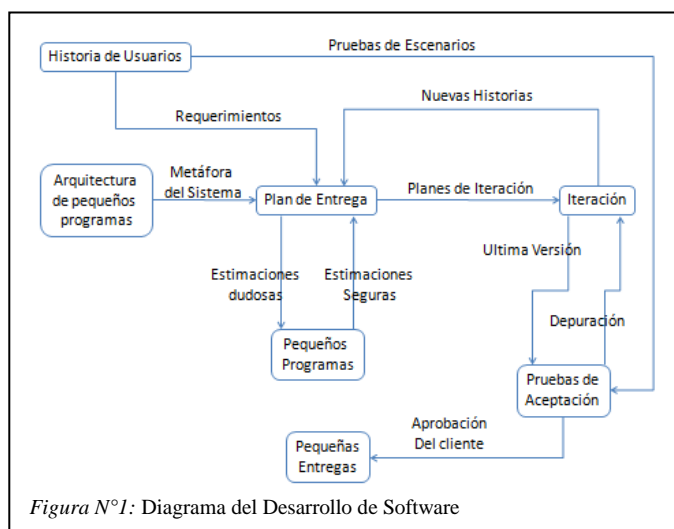 Pruebas de Escenarios
Historia de Usuarios
Nuevas Historias
Requerimientos
Metáfora
del Sistema
Arquitectura
de pequeños
programas
Plan de Entrega
Planes de Iteración
Iteración
Ultima Versión
Estimaciones
dudosas
Estimaciones
Seguras
Depuración
Pequeños
Programas
Pruebas de
Aceptación
Aprobación
Del cliente
Pequeñas
Entregas
Figura N°1: Diagrama del Desarrollo de Software